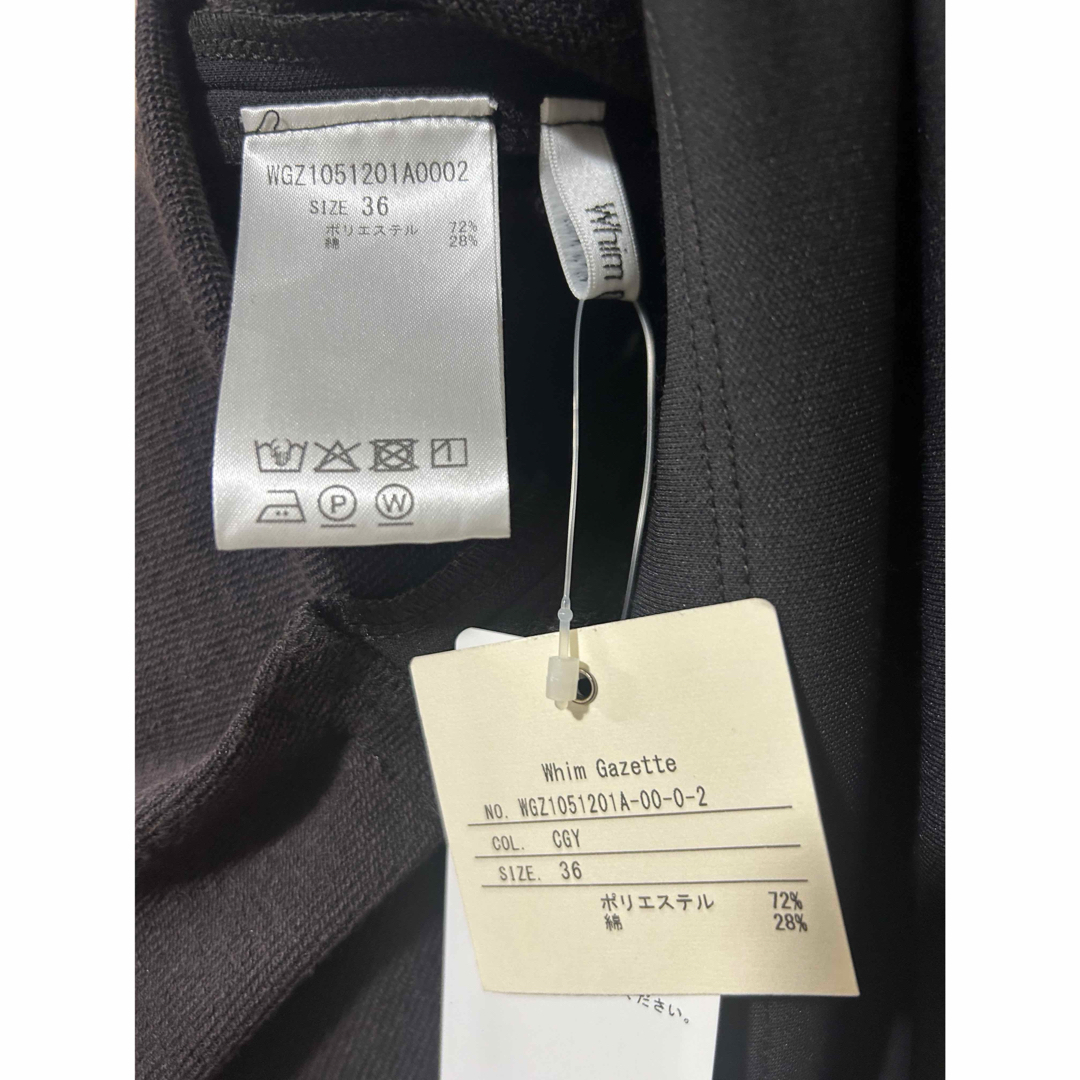 WGZ1051201A0002
SIZE 36
ポリエステル 72%
綿 28%
P W
Whim
Whim Gazette
NO. WGZ1051201A-00-0-2
COL. CGY
SIZE. 36
ポリエステル 72%
綿 28%
ください。